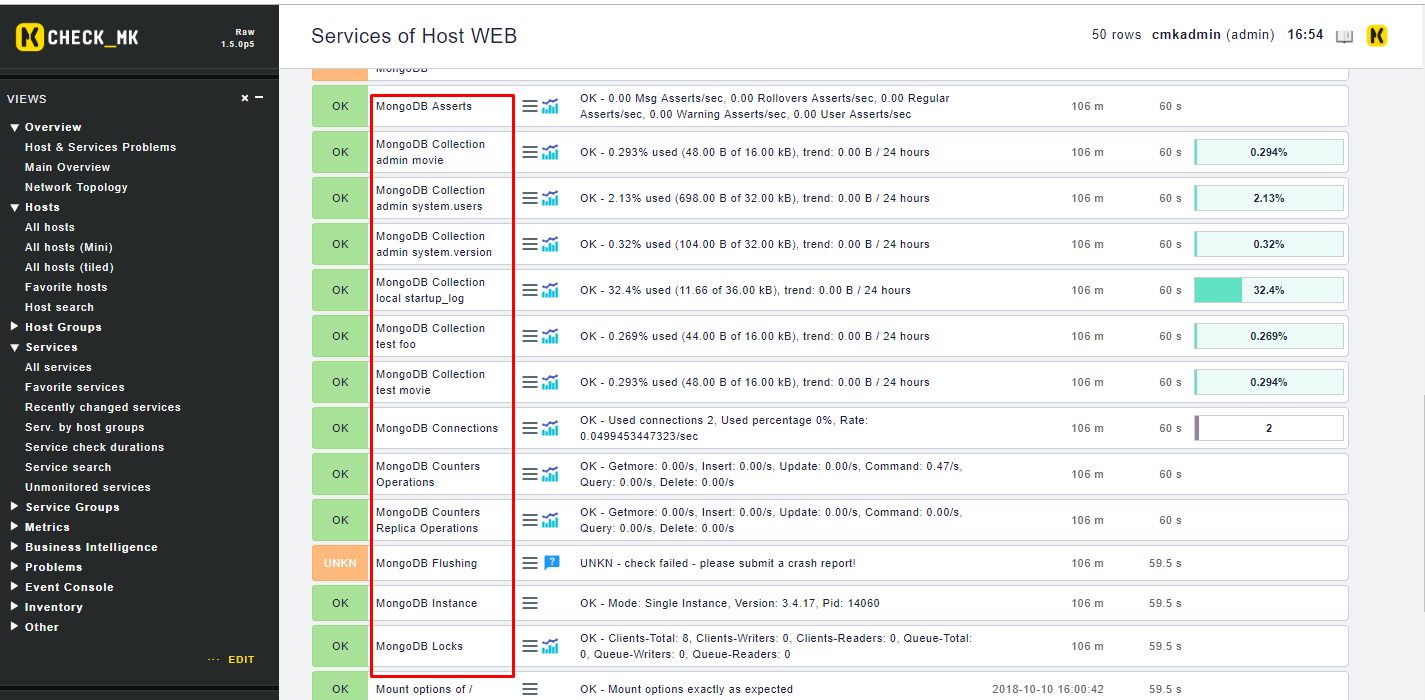 CHECK_MK
Raw
1.5.0p5
Services of Host WEB
50 rows cmkadmin (admin) 16:54
VIEWS
Overview
Host & Services Problems
Main Overview
Network Topology
Hosts
All hosts
All hosts (Mini)
All hosts (tiled)
Favorite hosts
Host search
Host Groups
Services
All services
Favorite services
Recently changed services
Serv. by host groups
Service check durations
Service search
Unmonitored services
Service Groups
Metrics
Business Intelligence
Problems
Event Console
Inventory
Other
EDIT
MongoDB
OK MongoDB Asserts OK - 0.00 Msg Asserts/sec, 0.00 Rollovers Asserts/sec, 0.00 Regular 106 m 60 s
Asserts/sec, 0.00 Warning Asserts/sec, 0.00 User Asserts/sec
OK MongoDB Collection
admin movie OK - 0.293% used (48.00 B of 16.00 kB), trend: 0.00 B / 24 hours 106 m 60 s 0.294%
OK MongoDB Collection
admin system.users OK - 2.13% used (698.00 B of 32.00 kB), trend: 0.00 B / 24 hours 106 m 60 s 2.13%
OK MongoDB Collection
admin system.version OK - 0.32% used (104.00 B of 32.00 kB), trend: 0.00 B / 24 hours 106 m 60 s 0.32%
OK MongoDB Collection
local startup_log OK - 32.4% used (11.66 of 36.00 kB), trend: 0.00 B / 24 hours 106 m 60 s 32.4%
OK MongoDB Collection
test foo OK - 0.269% used (44.00 B of 16.00 kB), trend: 0.00 B / 24 hours 106 m 60 s 0.269%
OK MongoDB Collection
test movie OK - 0.293% used (48.00 B of 16.00 kB), trend: 0.00 B / 24 hours 106 m 60 s 0.294%
OK MongoDB Connections OK - Used connections 2, Used percentage 0%, Rate: 106 m 60 s 2
0.0499453447323/sec
OK MongoDB Counters OK - Getmore: 0.00/s, Insert: 0.00/s, Update: 0.00/s, Command: 0.47/s, 106 m 60 s
Operations Query: 0.00/s, Delete: 0.00/s
OK MongoDB Counters OK - Getmore: 0.00/s, Insert: 0.00/s, Update: 0.00/s, Command: 0.00/s, 106 m 60 s
Replica Operations Query: 0.00/s, Delete: 0.00/s
UNKN MongoDB Flushing UNKN - check failed - please submit a crash report! 106 m 59.5 s
OK MongoDB Instance OK - Mode: Single Instance, Version: 3.4.17, Pid: 14060 106 m 59.5 s
OK MongoDB Locks OK - Clients-Total: 8, Clients-Writers: 0, Clients-Readers: 0, Queue-Total: 106 m 59.5 s
0, Queue-Writers: 0, Queue-Readers: 0
OK Mount options of / OK - Mount options exactly as expected 2018-10-10 16:00:42 59.5 s